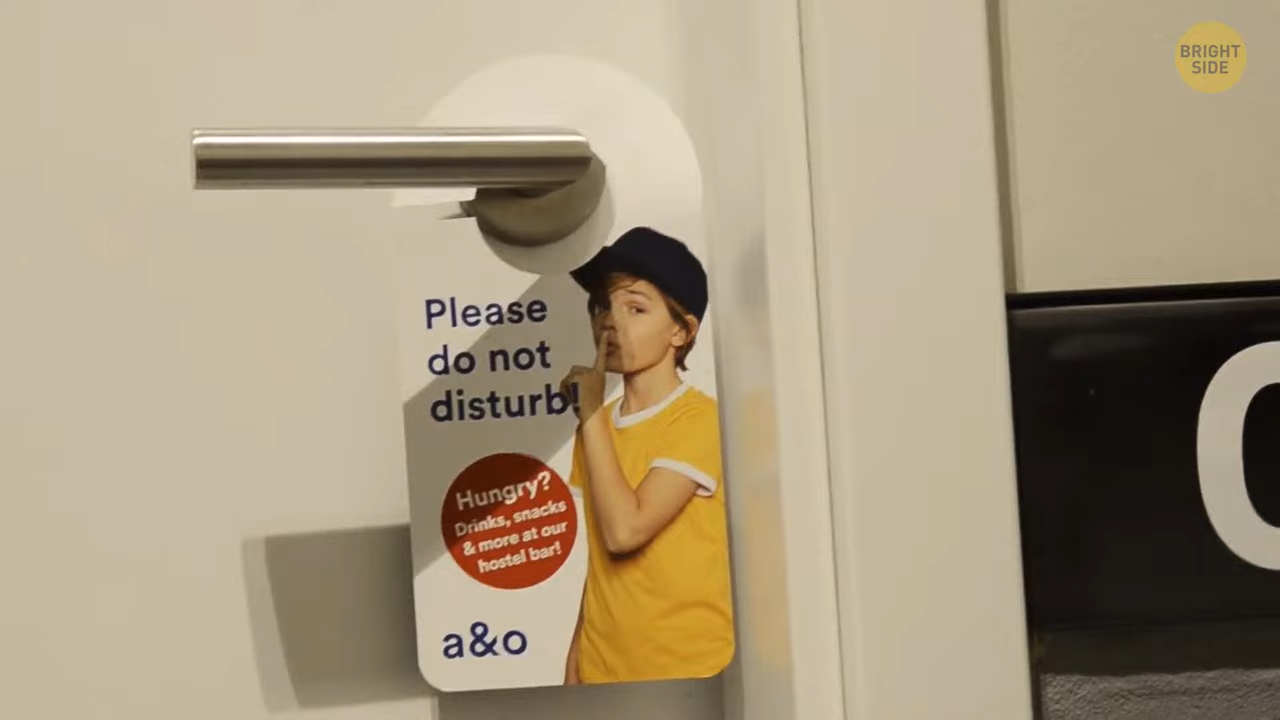 BRIGHT
SIDE
Please
do not
disturb!
Hungry?
Drinks, snacks
& more at our
hostel bar!
a&o